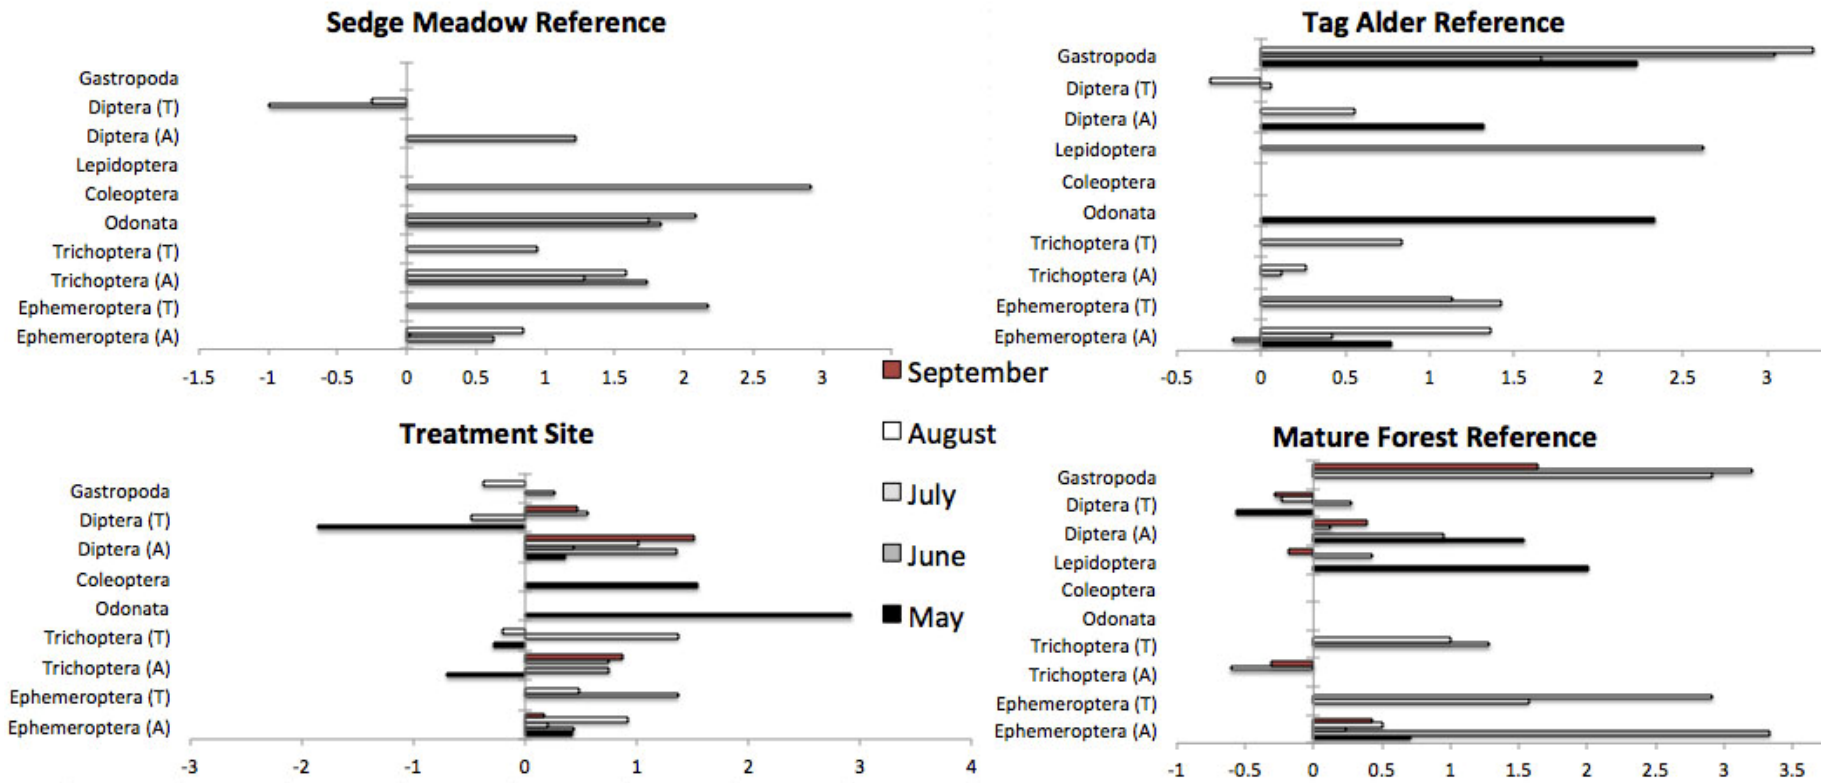 Sedge Meadow Reference
Gastropoda
Diptera (T)
Diptera (A)
Lepidoptera
Coleoptera
Odonata
Trichoptera (T)
Trichoptera (A)
Ephemeroptera (T)
Ephemeroptera (A)
-1.5 -1 -0.5 0 0.5 1 1.5 2 2.5 3
Tag Alder Reference
Gastropoda
Diptera (T)
Diptera (A)
Lepidoptera
Coleoptera
Odonata
Trichoptera (T)
Trichoptera (A)
Ephemeroptera (T)
Ephemeroptera (A)
-0.5 0 0.5 1 1.5 2 2.5 3
September
August
July
June
May
Treatment Site
Gastropoda
Diptera (T)
Diptera (A)
Coleoptera
Odonata
Trichoptera (T)
Trichoptera (A)
Ephemeroptera (T)
Ephemeroptera (A)
-3 -2 -1 0 1 2 3 4
Mature Forest Reference
Gastropoda
Diptera (T)
Diptera (A)
Lepidoptera
Coleoptera
Odonata
Trichoptera (T)
Trichoptera (A)
Ephemeroptera (T)
Ephemeroptera (A)
-1 -0.5 0 0.5 1 1.5 2 2.5 3 3.5